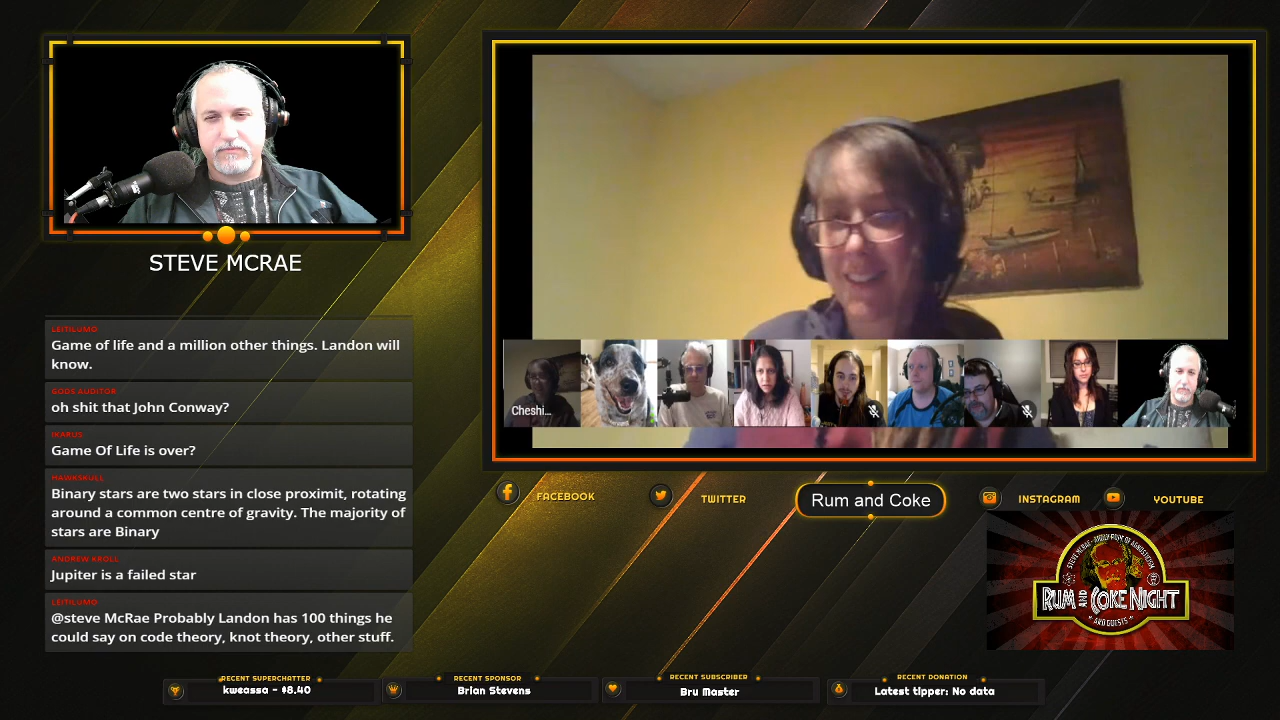 STEVE MCRAE
LEITILUMO
Game of life and a million other things. Landon will
know.
GODS AUDITOR
oh shit that John Conway?
IKARUS
Game Of Life is over?
HAWKSKULL
Binary stars are two stars in close proximit, rotating
around a common centre of gravity. The majority of
stars are Binary
ANDREW KROLL
Jupiter is a failed star
LEITILUMO
@steve McRae Probably Landon has 100 things he
could say on code theory, knot theory, other stuff.
Cheshi...
FACEBOOK
TWITTER
Rum and Coke
INSTAGRAM
YOUTUBE
RUM AND COKE NIGHT
AND GUESTS
RECENT SUPERCHATTER
kweassa - $8.40
RECENT SPONSOR
Brian Stevens
RECENT SUBSCRIBER
Bru Master
RECENT DONATION
Latest tipper: No data